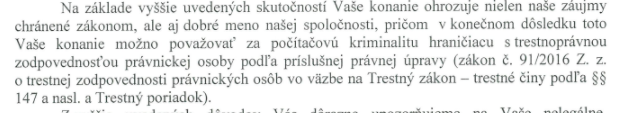 Na základe vyššie uvedených skutočností Vaše konanie ohrozuje nielen naše záujmy
chránené zákonom, ale aj dobré meno našej spoločnosti, pričom v konečnom dôsledku toto
Vaše konanie možno považovať za počítačovú kriminalitu hraničiacu s trestnoprávnou
zodpovednosťou právnickej osoby podľa príslušnej právnej úpravy (zákon č. 91/2016 Z. z.
o trestnej zodpovednosti právnických osôb vo väzbe na Trestný zákon – trestné činy podľa §§
147 a nasl. a Trestný poriadok).